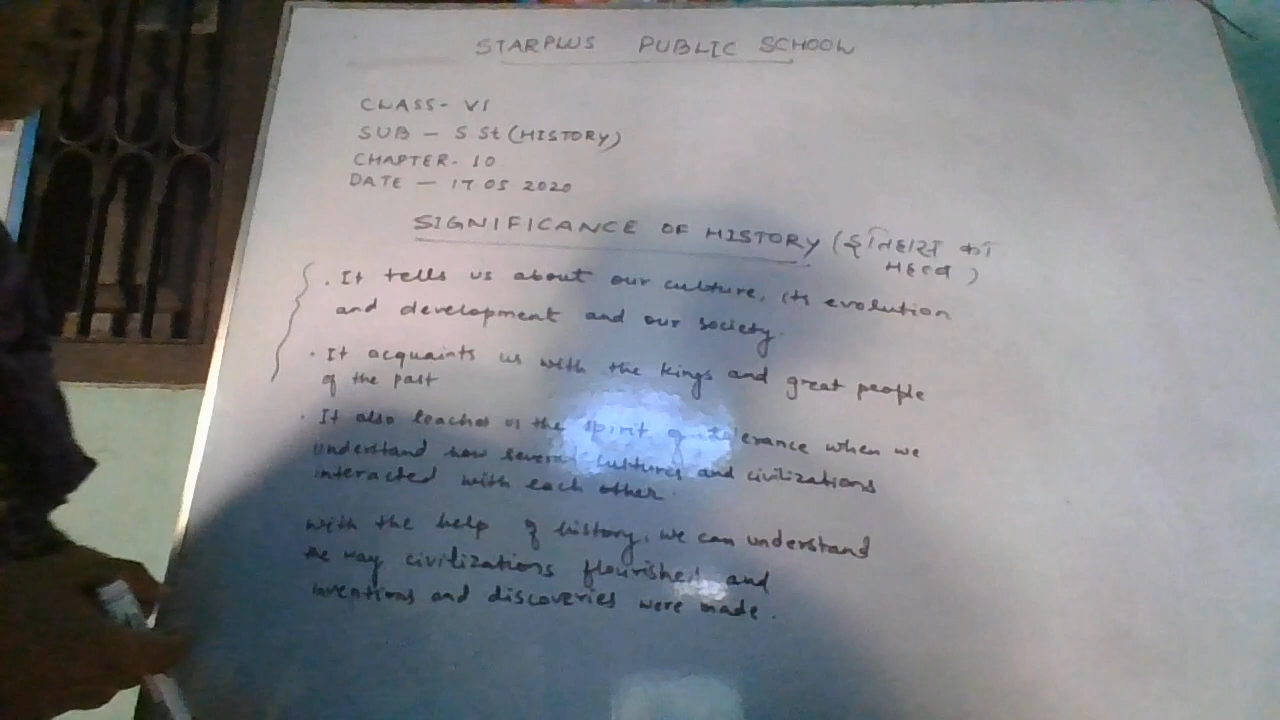 STARPLUS PUBLIC SCHOOL
CLASS- VI
SUB - S St (HISTORY)
CHAPTER- 10
DATE - 17 05 2020
SIGNIFICANCE OF HISTORY (इतिहास का
महत्व)
. It tells us about our culture, its evolution
and development and our society.
. It acquaints us with the kings and great people
of the past
. It also teaches us the spirit of tolerance when we
understand how several cultures and civilizations
interacted with each other.
with the help of history, we can understand
the way civilizations flourished and
inventions and discoveries were made.